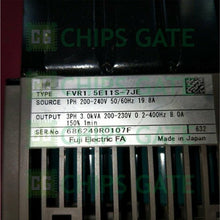 CHIPS GATE
TYPE FVR1.5E11S-7JE
SOURCE 1PH 200-240V 50/60Hz 19.8A
OUTPUT 3PH 3.0kVA 200-230V 0.2-400Hz 8.0A
150% 1min
SER.No 686249R0107F 632
Fuji Electric FA MADE IN JAPAN